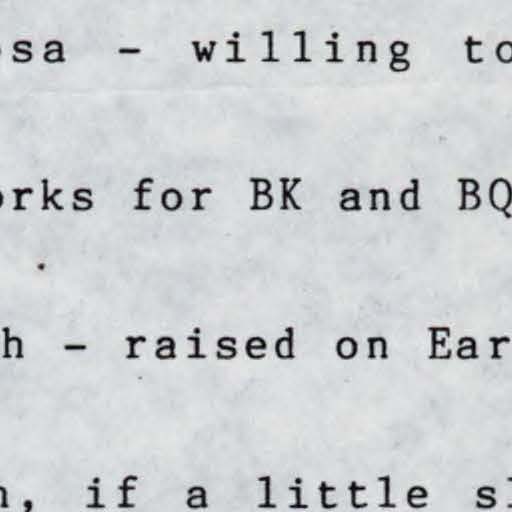 sa - willing to
rks for BK and BQ
h - raised on Ear
, if a little sl